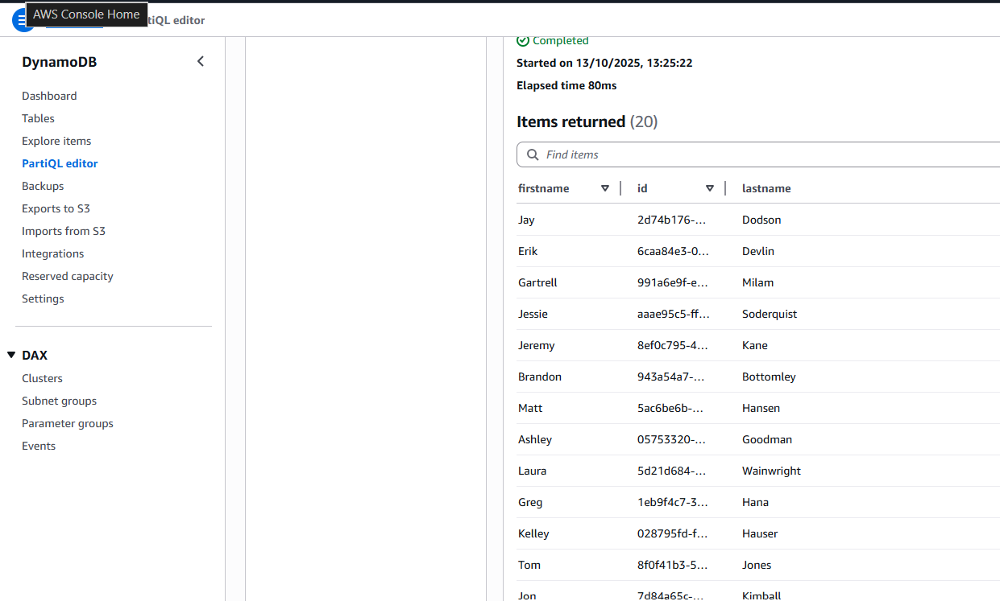 AWS Console Home
tiQL editor
DynamoDB
Dashboard
Tables
Explore items
PartiQL editor
Backups
Exports to S3
Imports from S3
Integrations
Reserved capacity
Settings
DAX
Clusters
Subnet groups
Parameter groups
Events
Completed
Started on 13/10/2025, 13:25:22
Elapsed time 80ms
Items returned (20)
Find items
firstname id lastname
Jay 2d74b176-... Dodson
Erik 6caa84e3-0... Devlin
Gartrell 991a6e9f-e... Milam
Jessie aaae95c5-ff... Soderquist
Jeremy 8ef0c795-4... Kane
Brandon 943a54a7-... Bottomley
Matt 5ac6be6b-... Hansen
Ashley 05753320-... Goodman
Laura 5d21d684-... Wainwright
Greg 1eb9f4c7-3... Hana
Kelley 028795fd-f... Hauser
Tom 8f0f41b3-5... Jones
Jon 7d84a65c-... Kimball